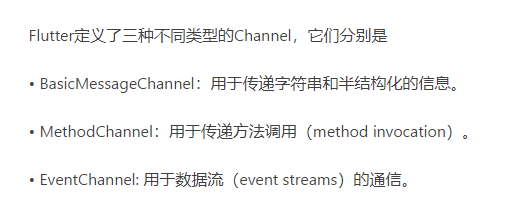 Flutter定义了三种不同类型的Channel，它们分别是
• BasicMessageChannel：用于传递字符串和半结构化的信息。
• MethodChannel：用于传递方法调用（method invocation）。
• EventChannel: 用于数据流（event streams）的通信。